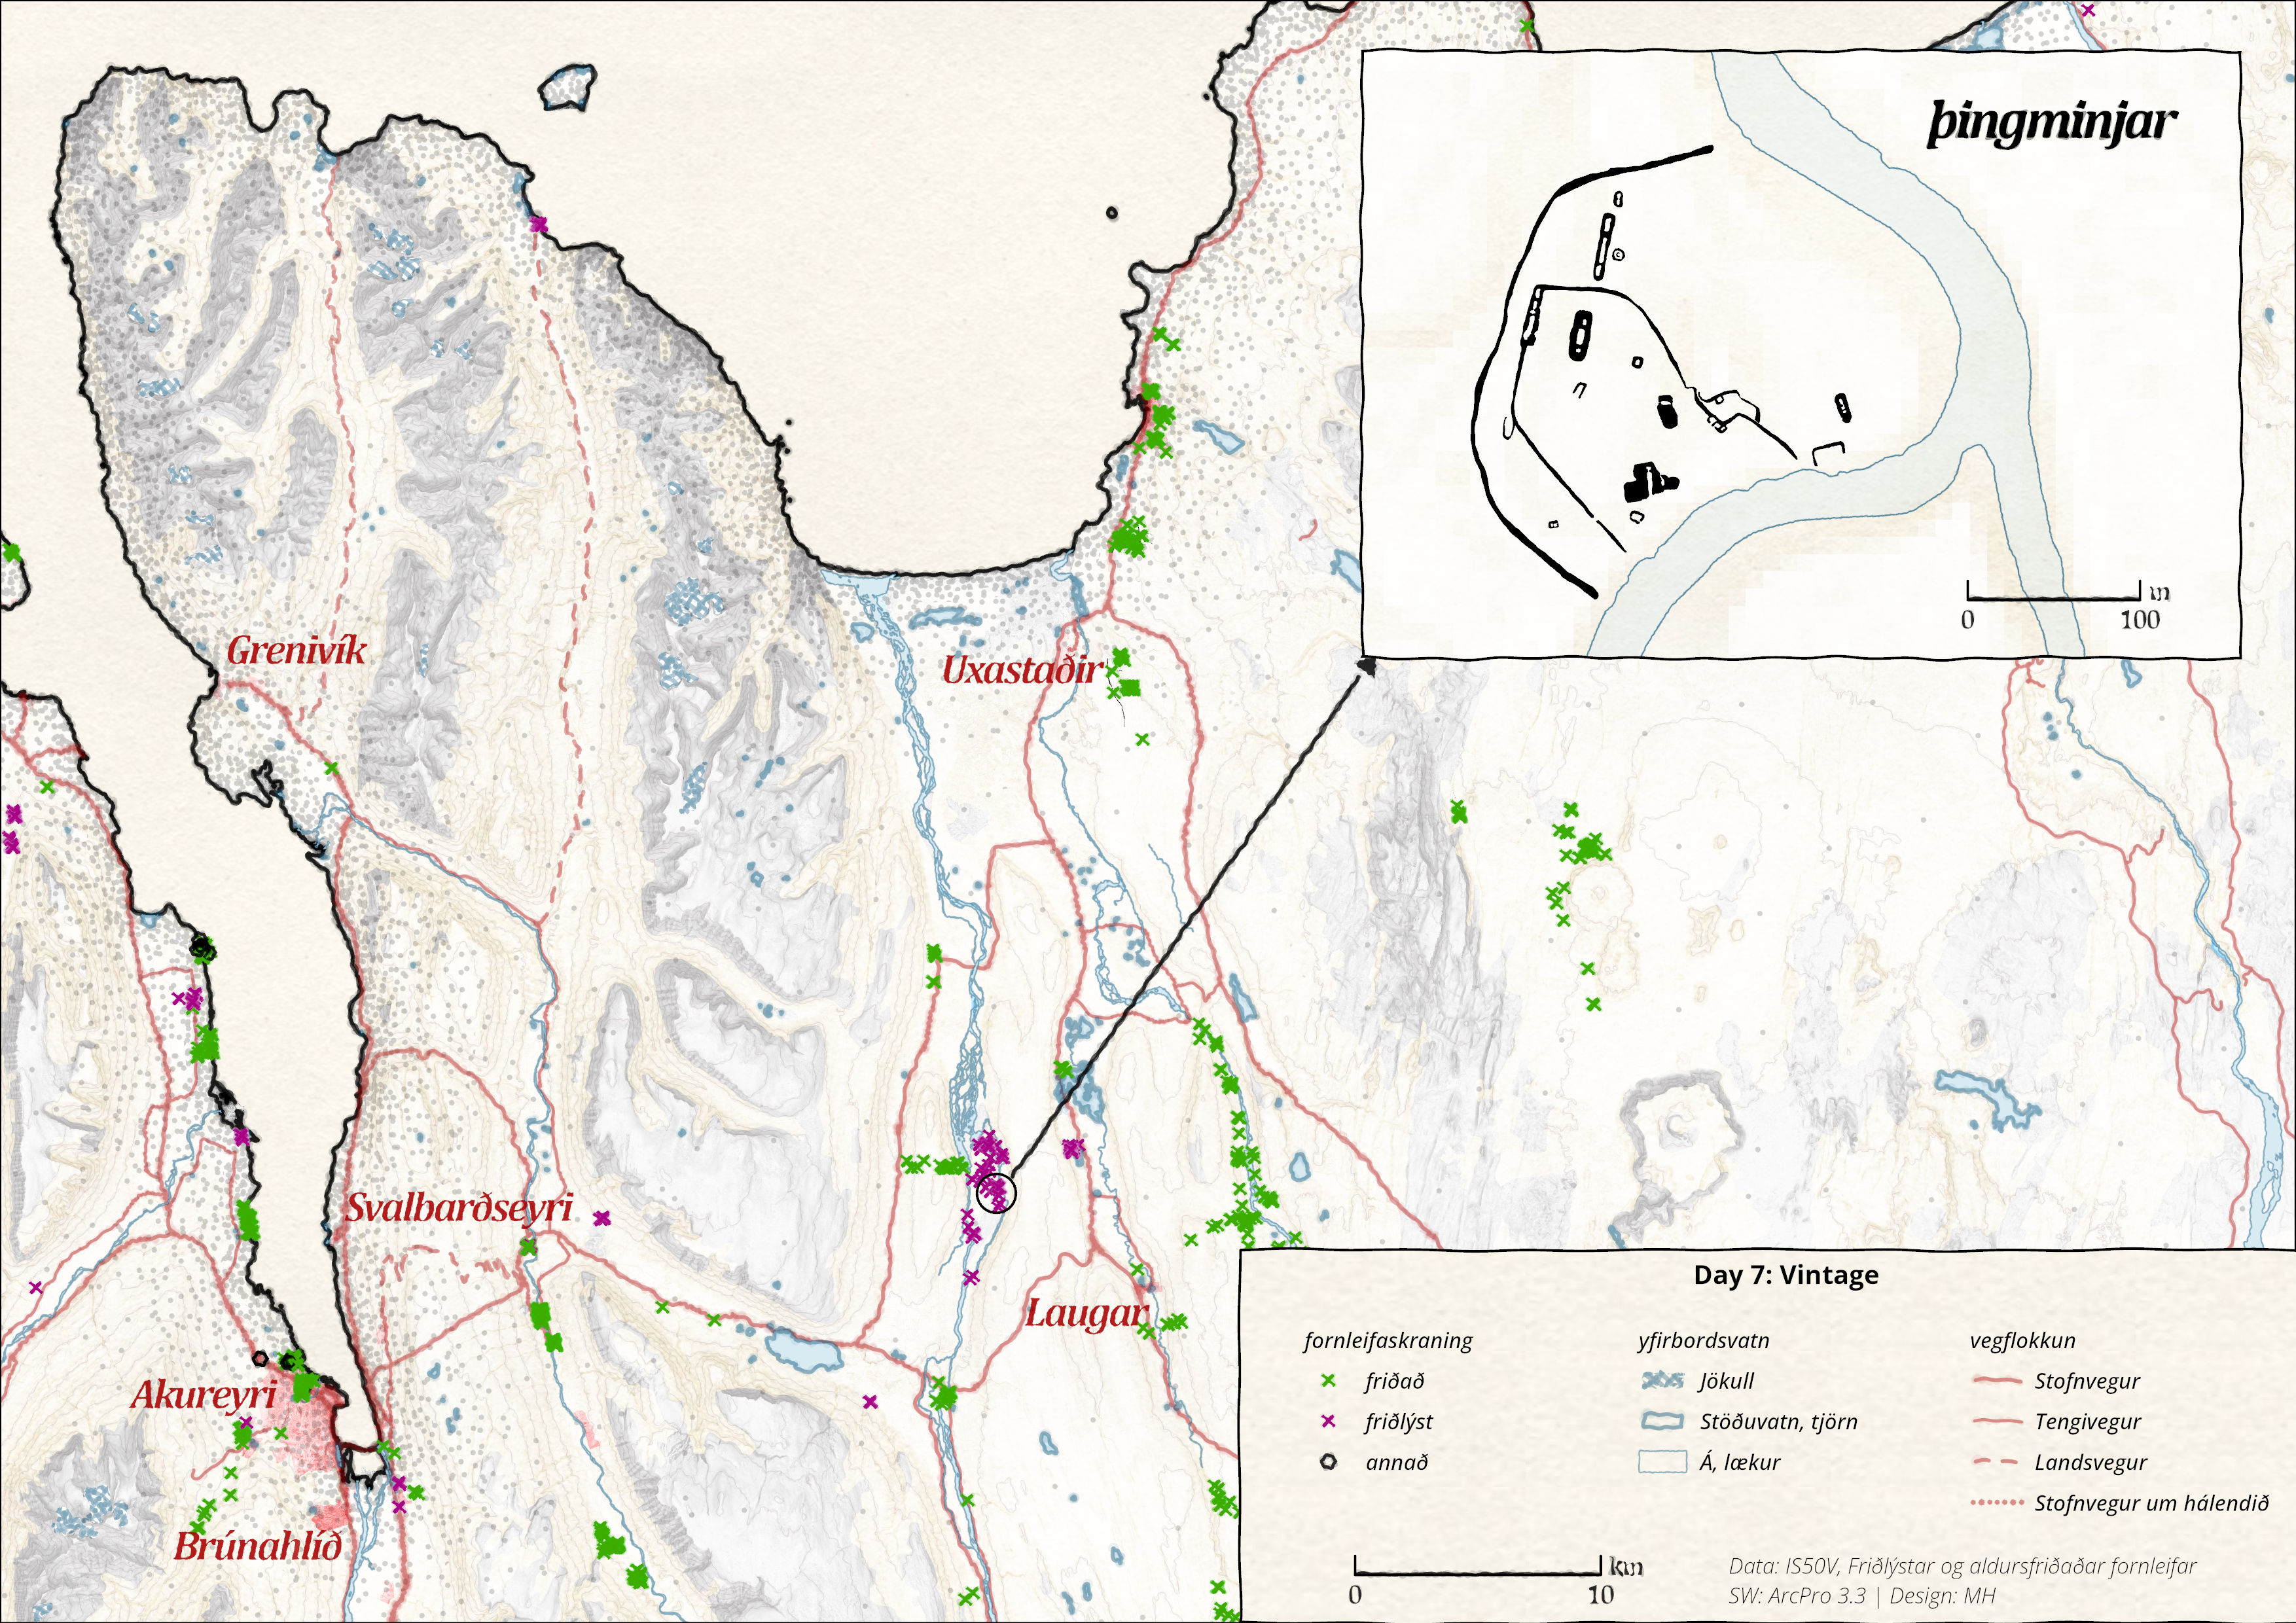 þingminjar
m
0 100
Grenivík
Uxastaðir
Svalbarðseyri
Laugar
Akureyri
Brúnahlíð
Day 7: Vintage
fornleifaskraning
friðað
friðlýst
annað
yfirbordsvatn
Jökull
Stöðuvatn, tjörn
Á, lækur
vegflokkun
Stofnvegur
Tengivegur
Landsvegur
Stofnvegur um hálendið
km
0 10
Data: IS50V, Friðlýstar og aldursfriðaðar fornleifar
SW: ArcPro 3.3 | Design: MH